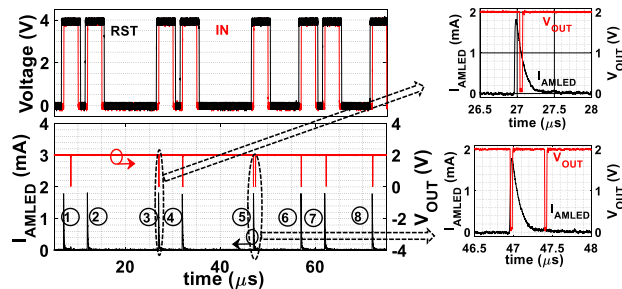 Voltage (V)
4
2
0
RST
IN
I_AMLED (mA)
4
3
2
1
0
1
2
3
4
5
6
7
8
4
2
0
-2
-4
V_OUT (V)
20
40
60
time (μs)
I_AMLED (mA)
2
1
0
V_OUT
I_AMLED
2
1
0
V_OUT (V)
26.5
27
27.5
28
time (μs)
I_AMLED (mA)
2
1
0
V_OUT
I_AMLED
2
1
0
V_OUT (V)
46.5
47
47.5
48
time (μs)